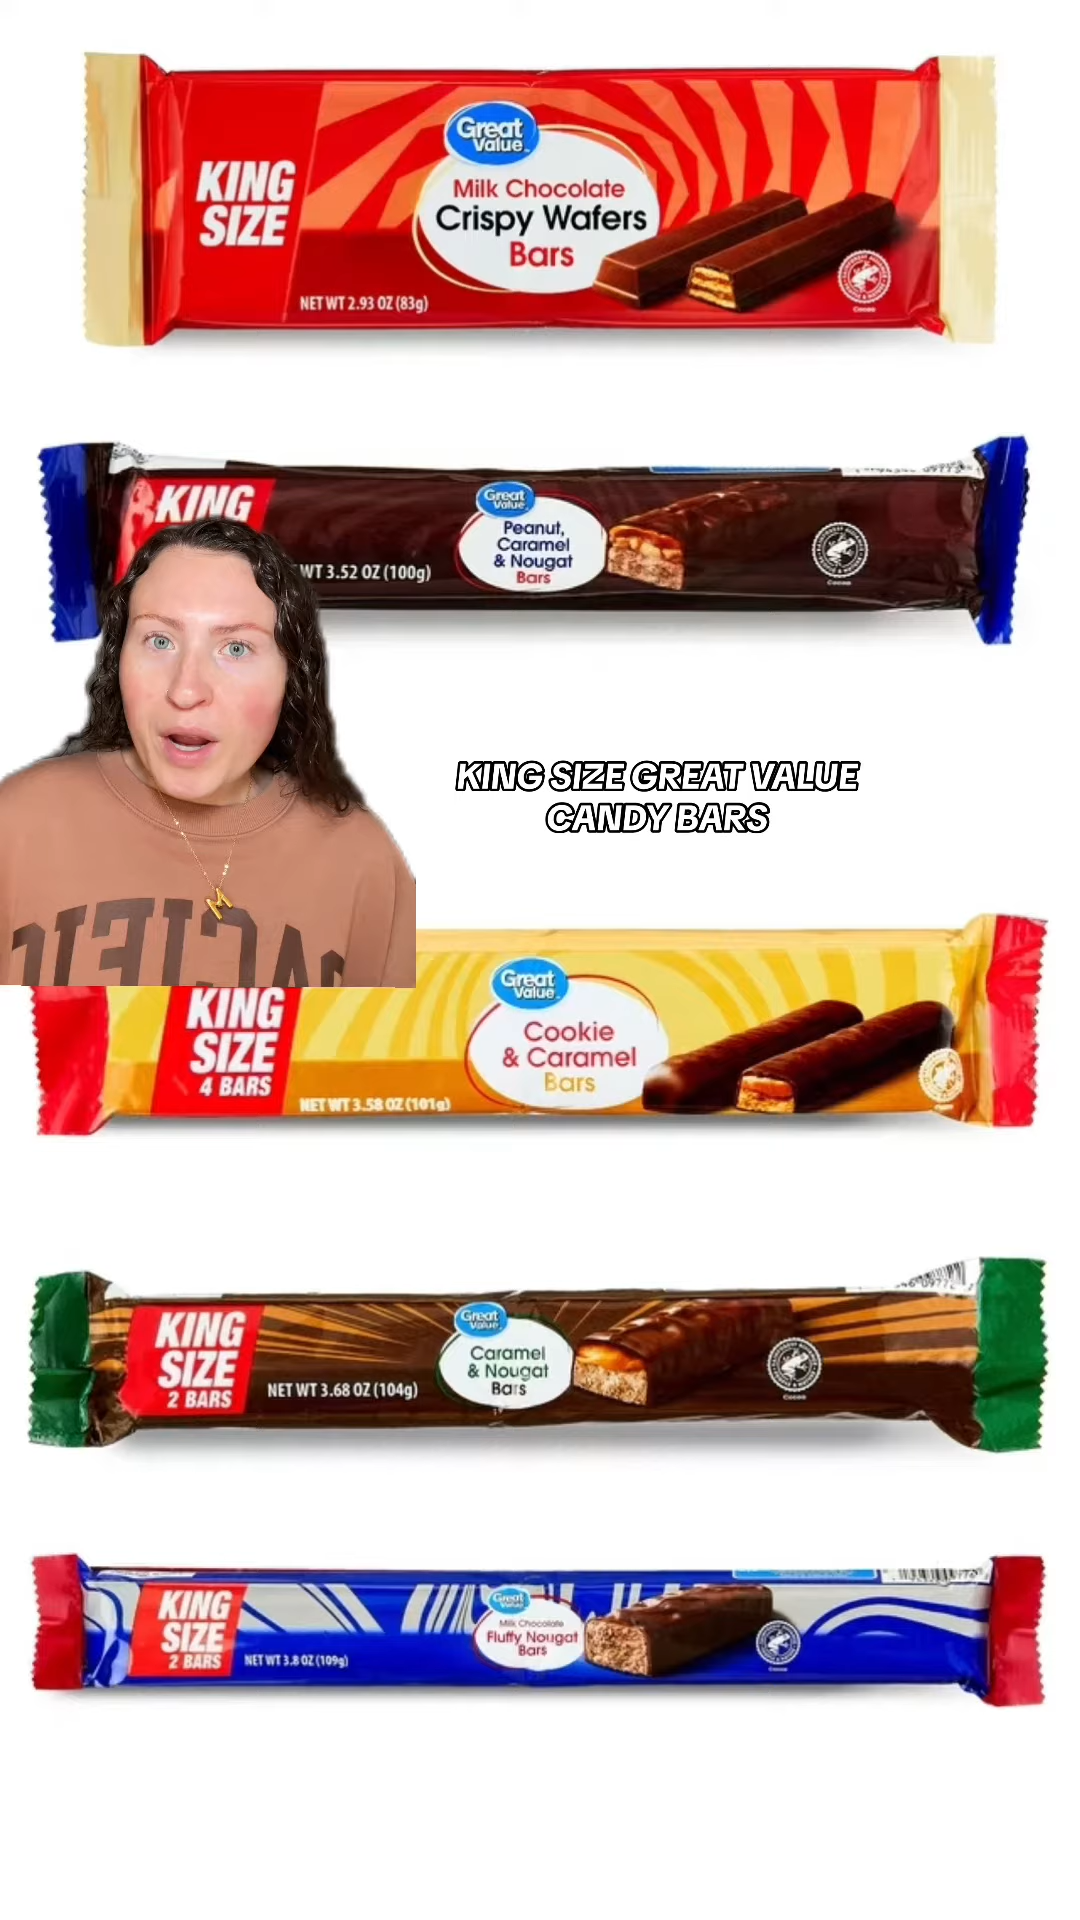 KING
SIZE
Great
Value
Milk Chocolate
Crispy Wafers
Bars
NET WT 2.93 OZ (83g)
Cocoa
KING
WT 3.52 OZ (100g)
Great
Value
Peanut,
Caramel
& Nougat
Bars
Cocoa
KING SIZE GREAT VALUE
CANDY BARS
M
KING
SIZE
4 BARS
NET WT 3.58 OZ (101g)
Great
Value
Cookie
& Caramel
Bars
KING
SIZE
2 BARS
NET WT 3.68 OZ (104g)
Great
Value
Caramel
& Nougat
Bars
Cocoa
KING
SIZE
2 BARS
NET WT 3.8 OZ (109g)
Great
Value
Milk Chocolate
Fluffy Nougat
Bars